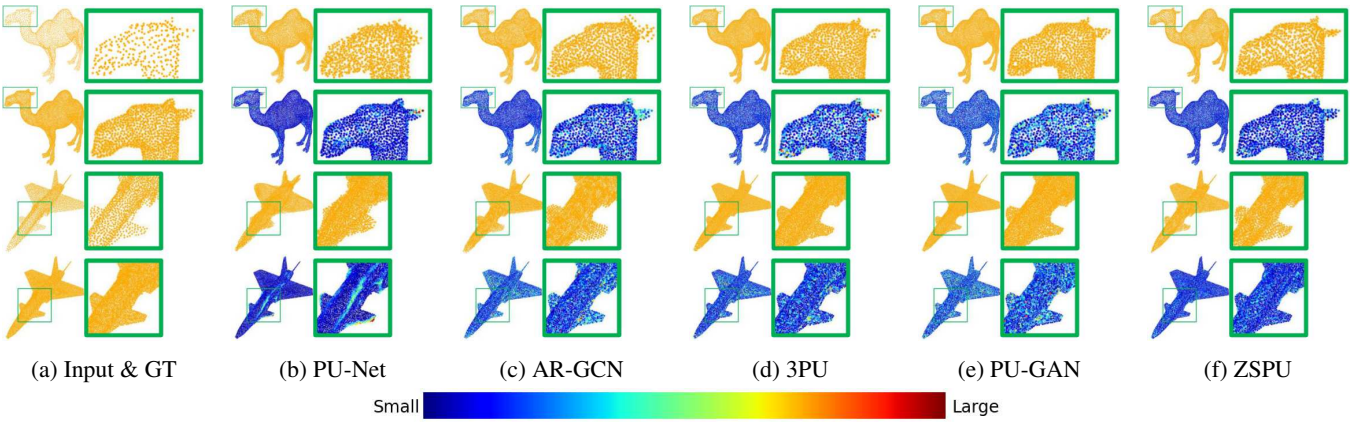 (a) Input & GT
(b) PU-Net
(c) AR-GCN
(d) 3PU
(e) PU-GAN
(f) ZSPU
Small
Large